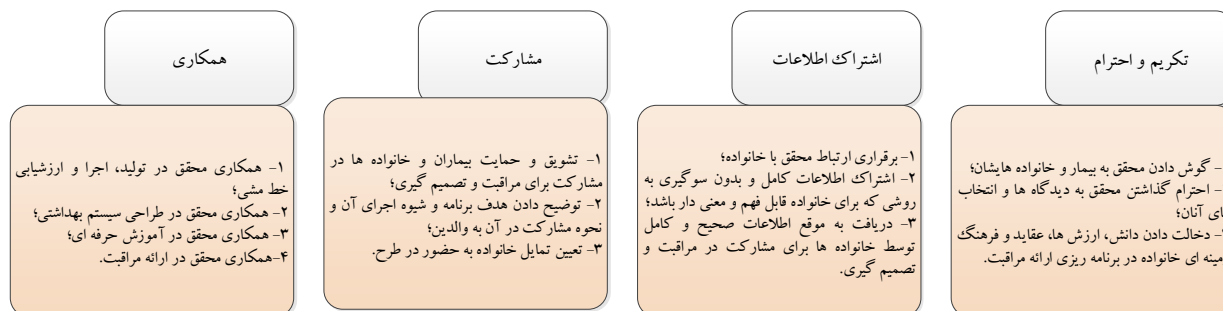 تکریم و احترام
- گوش دادن محقق به بیمار و خانواده هایشان؛
- احترام گذاشتن محقق به دیدگاه ها و انتخاب
آنان؛
- دخالت دادن دانش، ارزش ها، عقاید و فرهنگ
ای خانواده در برنامه ریزی ارائه مراقبت.
اشتراک اطلاعات
۱- برقراری ارتباط محقق با خانواده؛
۲- اشتراک اطلاعات کامل و بدون سوگیری به
روشی که برای خانواده قابل فهم و معنی دار باشد؛
۳- دریافت به موقع اطلاعات صحیح و کامل
توسط خانواده ها برای مشارکت در مراقبت و
تصمیم گیری.
مشارکت
۱- تشویق و حمایت بیماران و خانواده ها در
مشارکت برای مراقبت و تصمیم گیری؛
۲- توضیح دادن هدف برنامه و شیوه اجرای آن و
نحوه مشارکت در آن به والدین؛
۳- تعیین تمایل خانواده به حضور در طرح.
همکاری
۱- همکاری محقق در تولید، اجرا و ارزشیابی
خط مشی؛
۲- همکاری محقق در طراحی سیستم بهداشتی؛
۳- همکاری محقق در آموزش حرفه ای؛
۴-همکاری محقق در ارائه مراقبت.